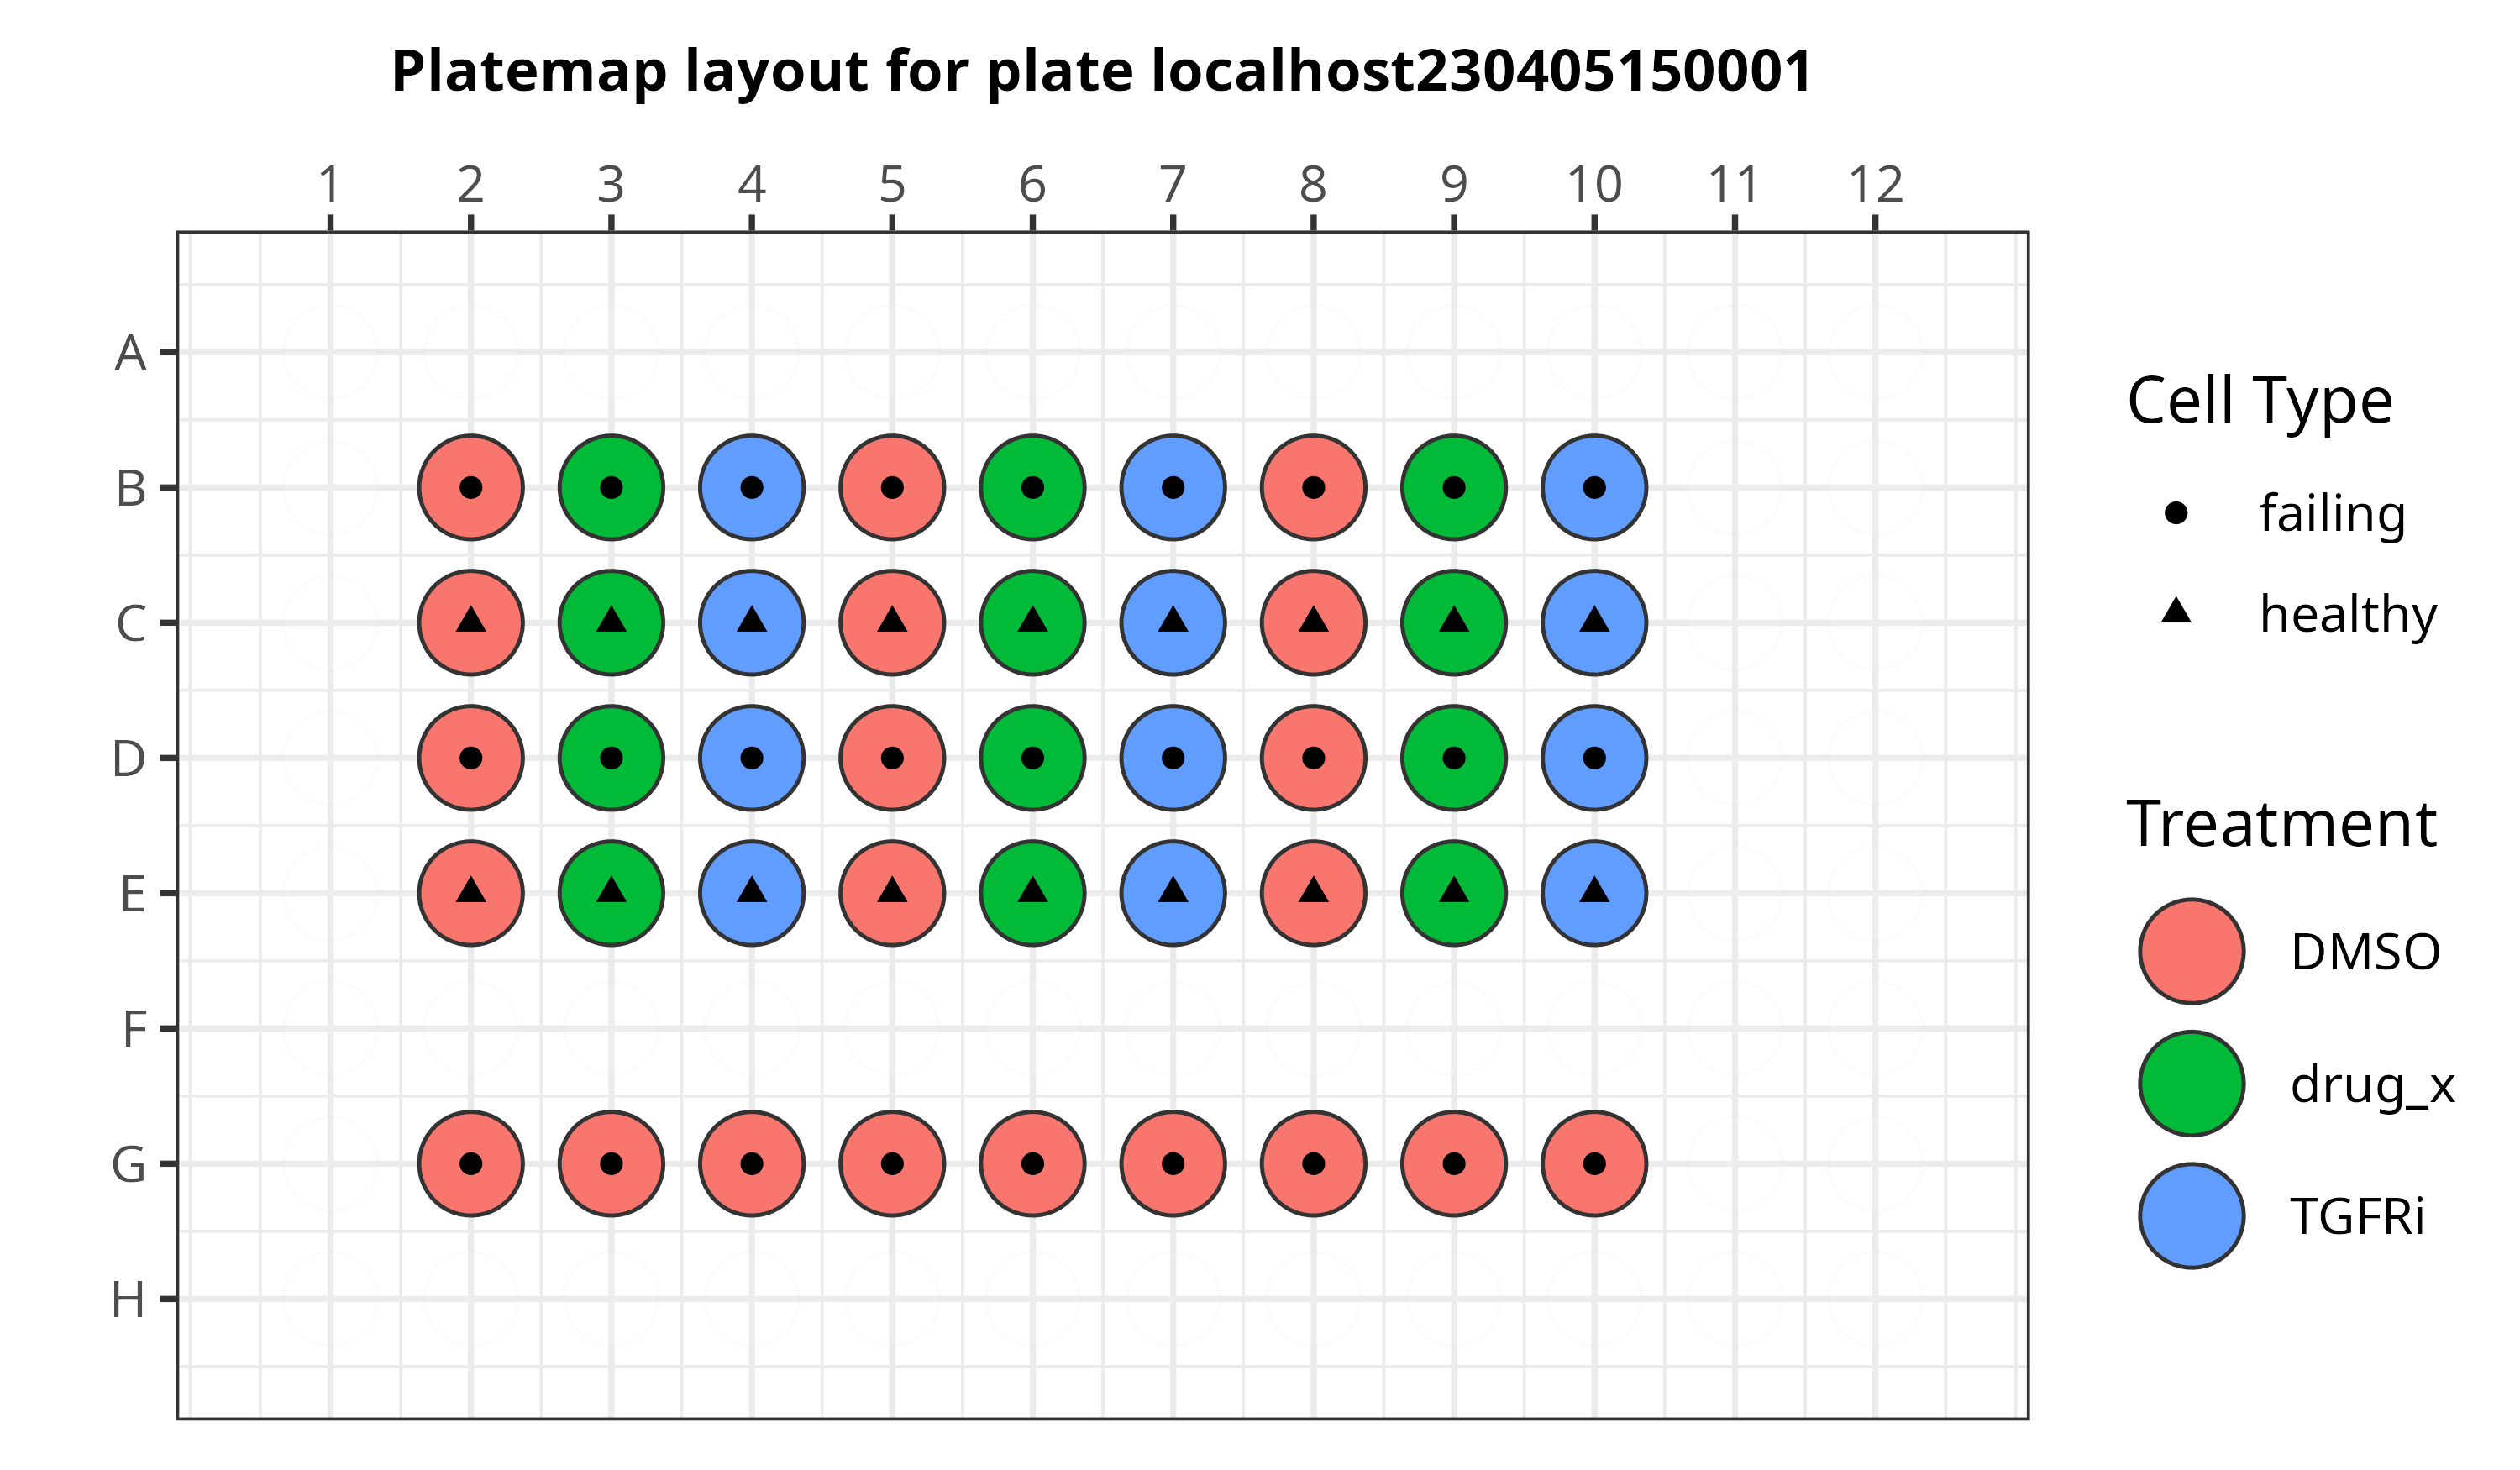 Platemap layout for plate localhost230405150001
1 2 3 4 5 6 7 8 9 10 11 12
A
B
C
D
E
F
G
H
Cell Type
failing
healthy
Treatment
DMSO
drug_x
TGFRi